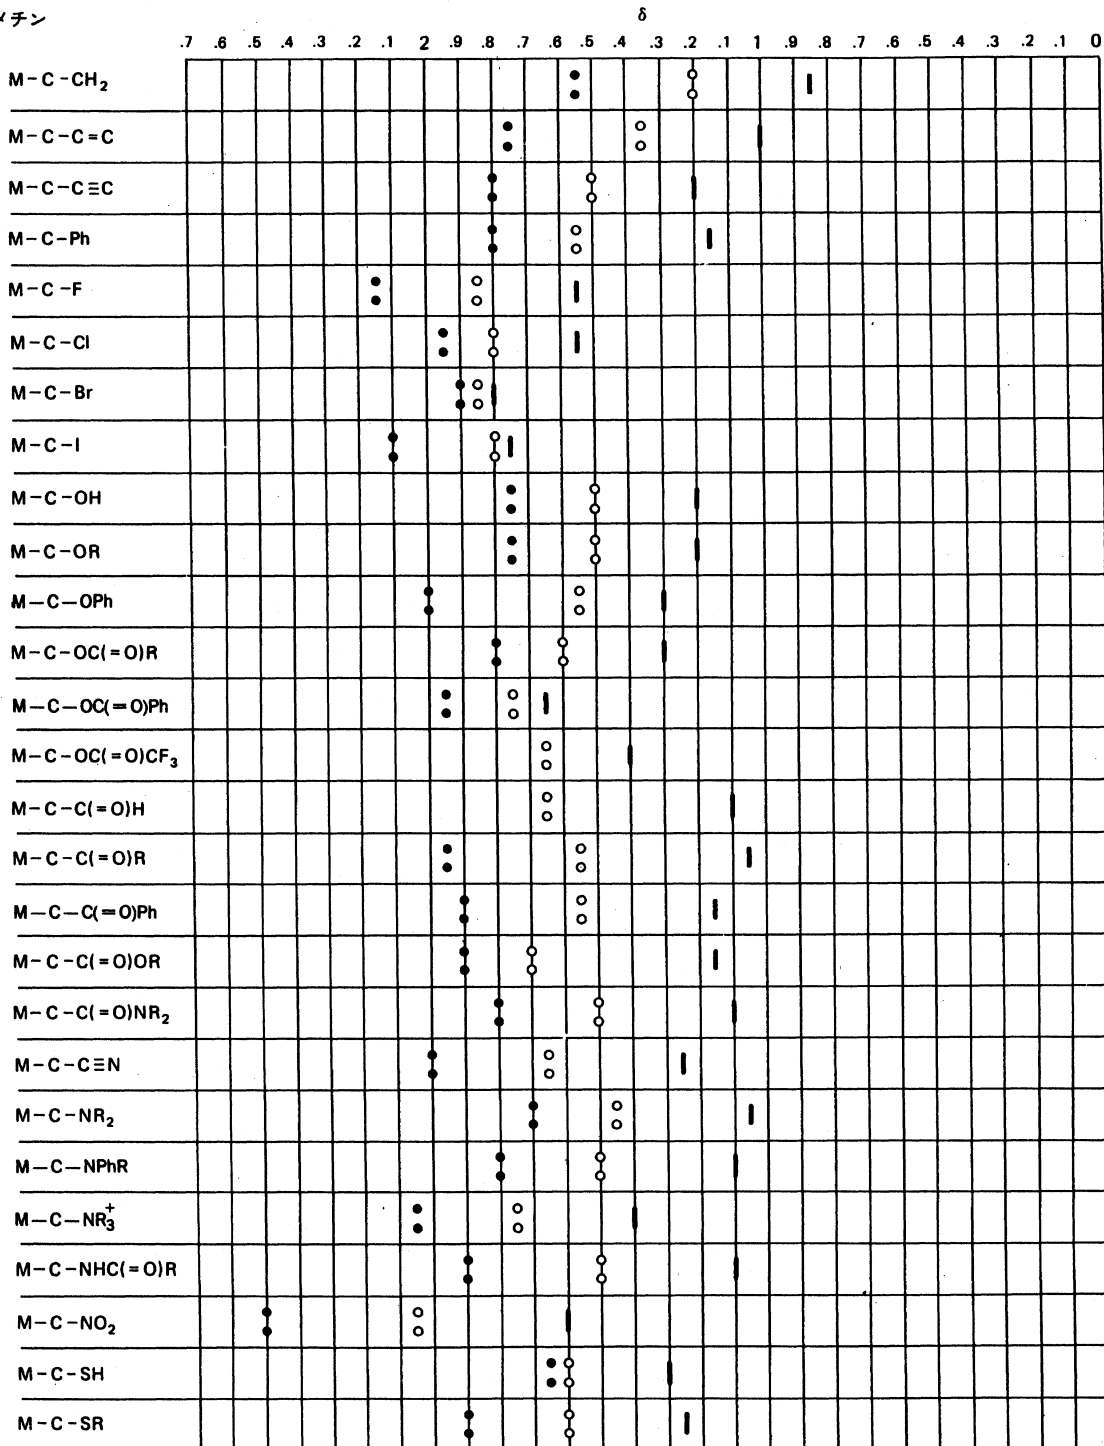 メチン
δ
.7 .6 .5 .4 .3 .2 .1 2 .9 .8 .7 .6 .5 .4 .3 .2 .1 1 .9 .8 .7 .6 .5 .4 .3 .2 .1 0
M-C-CH2
M-C-C=C
M-C-C≡C
M-C-Ph
M-C-F
M-C-Cl
M-C-Br
M-C-I
M-C-OH
M-C-OR
M-C-OPh
M-C-OC(=O)R
M-C-OC(=O)Ph
M-C-OC(=O)CF3
M-C-C(=O)H
M-C-C(=O)R
M-C-C(=O)Ph
M-C-C(=O)OR
M-C-C(=O)NR2
M-C-C≡N
M-C-NR2
M-C-NPhR
M-C-NR3+
M-C-NHC(=O)R
M-C-NO2
M-C-SH
M-C-SR